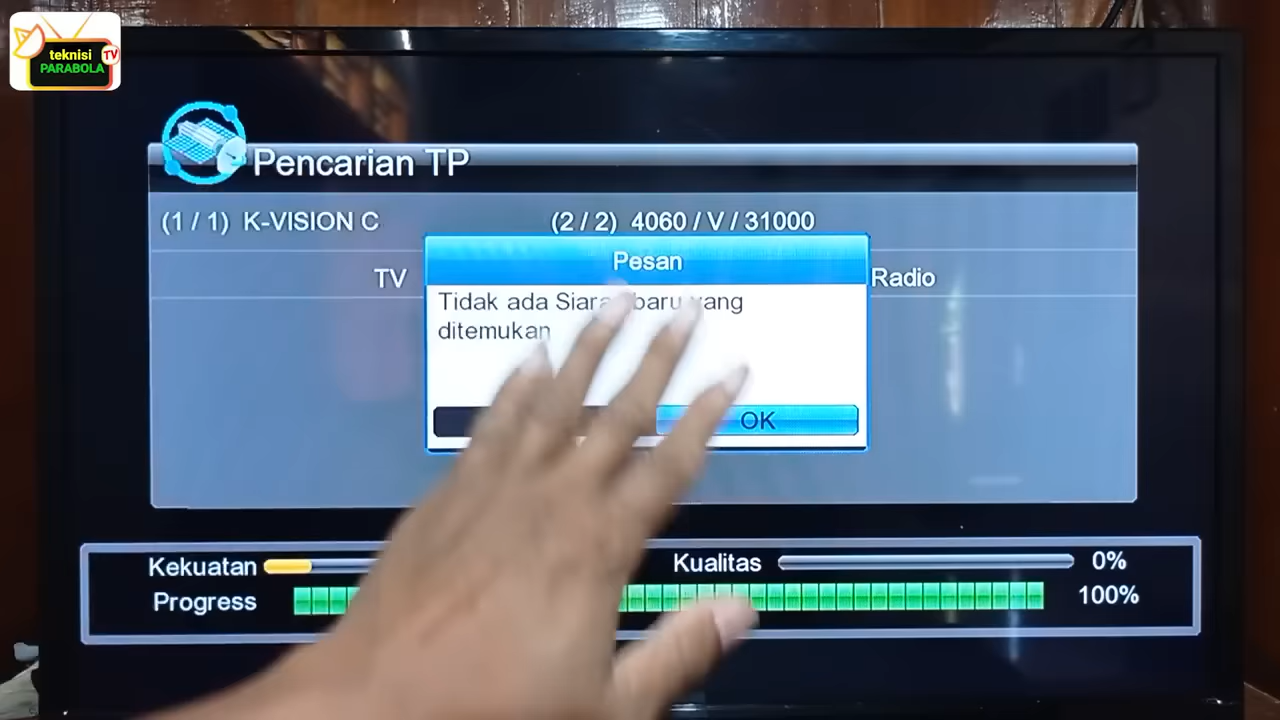 teknisi
TV
PARABOLA
Pencarian TP
(1 / 1) K-VISION C
(2 / 2) 4060 / V / 31000
Pesan
TV
Radio
Tidak ada Siaran baru yang
ditemukan
OK
Kekuatan
Kualitas
0%
Progress
100%